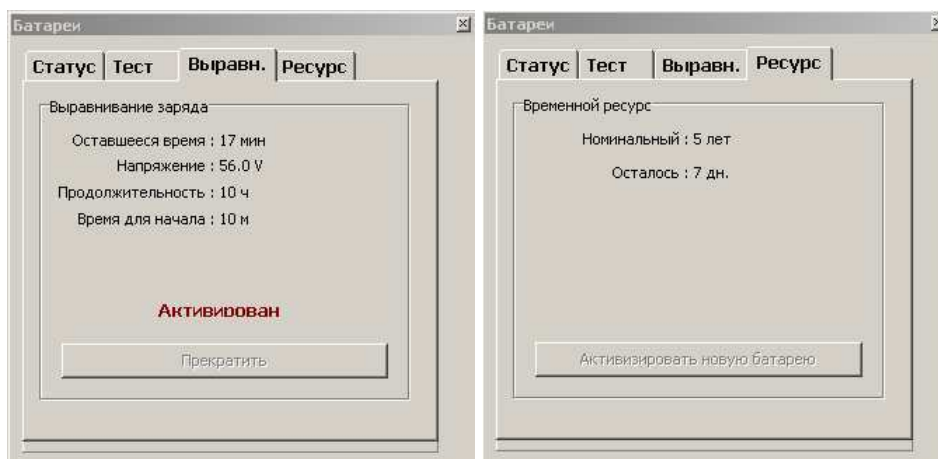 Батареи
Статус Тест Выравн. Ресурс
Выравнивание заряда
Оставшееся время : 17 мин
Напряжение : 56.0 V
Продолжительность : 10 ч
Время для начала : 10 м
Активирован
Прекратить
Батареи
Статус Тест Выравн. Ресурс
Временной ресурс
Номинальный : 5 лет
Осталось : 7 дн.
Активизировать новую батарею